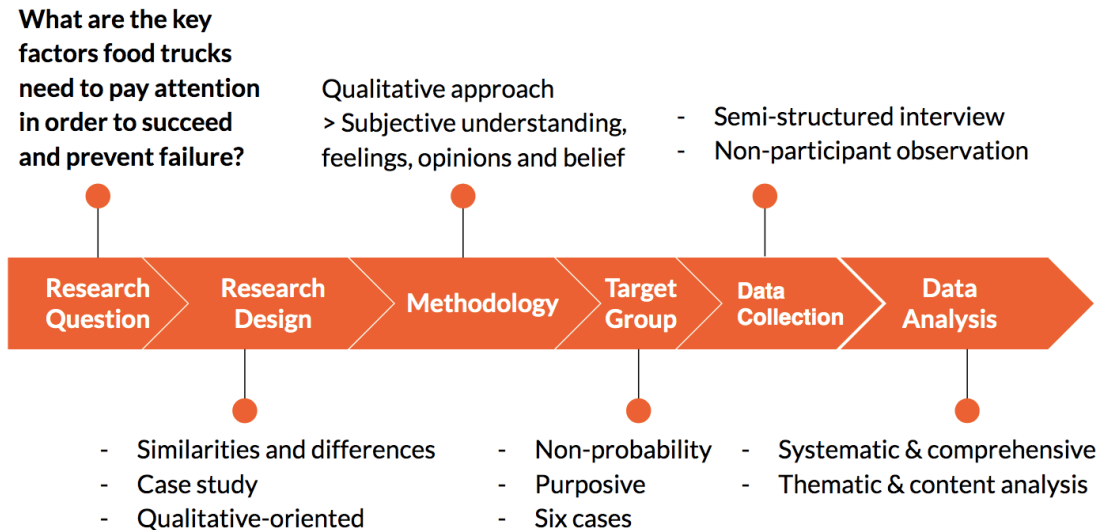 What are the key
factors food trucks
need to pay attention
in order to succeed
and prevent failure?
Qualitative approach
> Subjective understanding,
feelings, opinions and belief
- Semi-structured interview
- Non-participant observation
Research
Question
Research
Design
Methodology
Target
Group
Data
Collection
Data
Analysis
- Similarities and differences
- Case study
- Qualitative-oriented
- Non-probability
- Purposive
- Six cases
- Systematic & comprehensive
- Thematic & content analysis